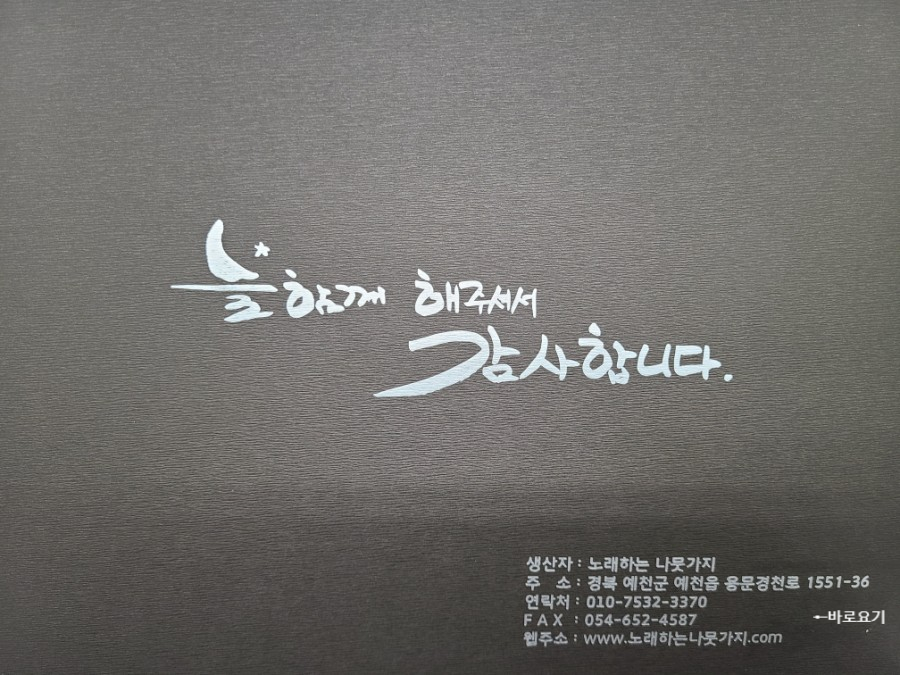 늘 함께 해주셔서
감사합니다.
생산자 : 노래하는 나뭇가지
주 소 : 경북 예천군 예천읍 용문경천로 1551-36
연락처 : 010-7532-3370
FAX : 054-652-4587
←바로요기
웹주소 : www.노래하는나뭇가지.com